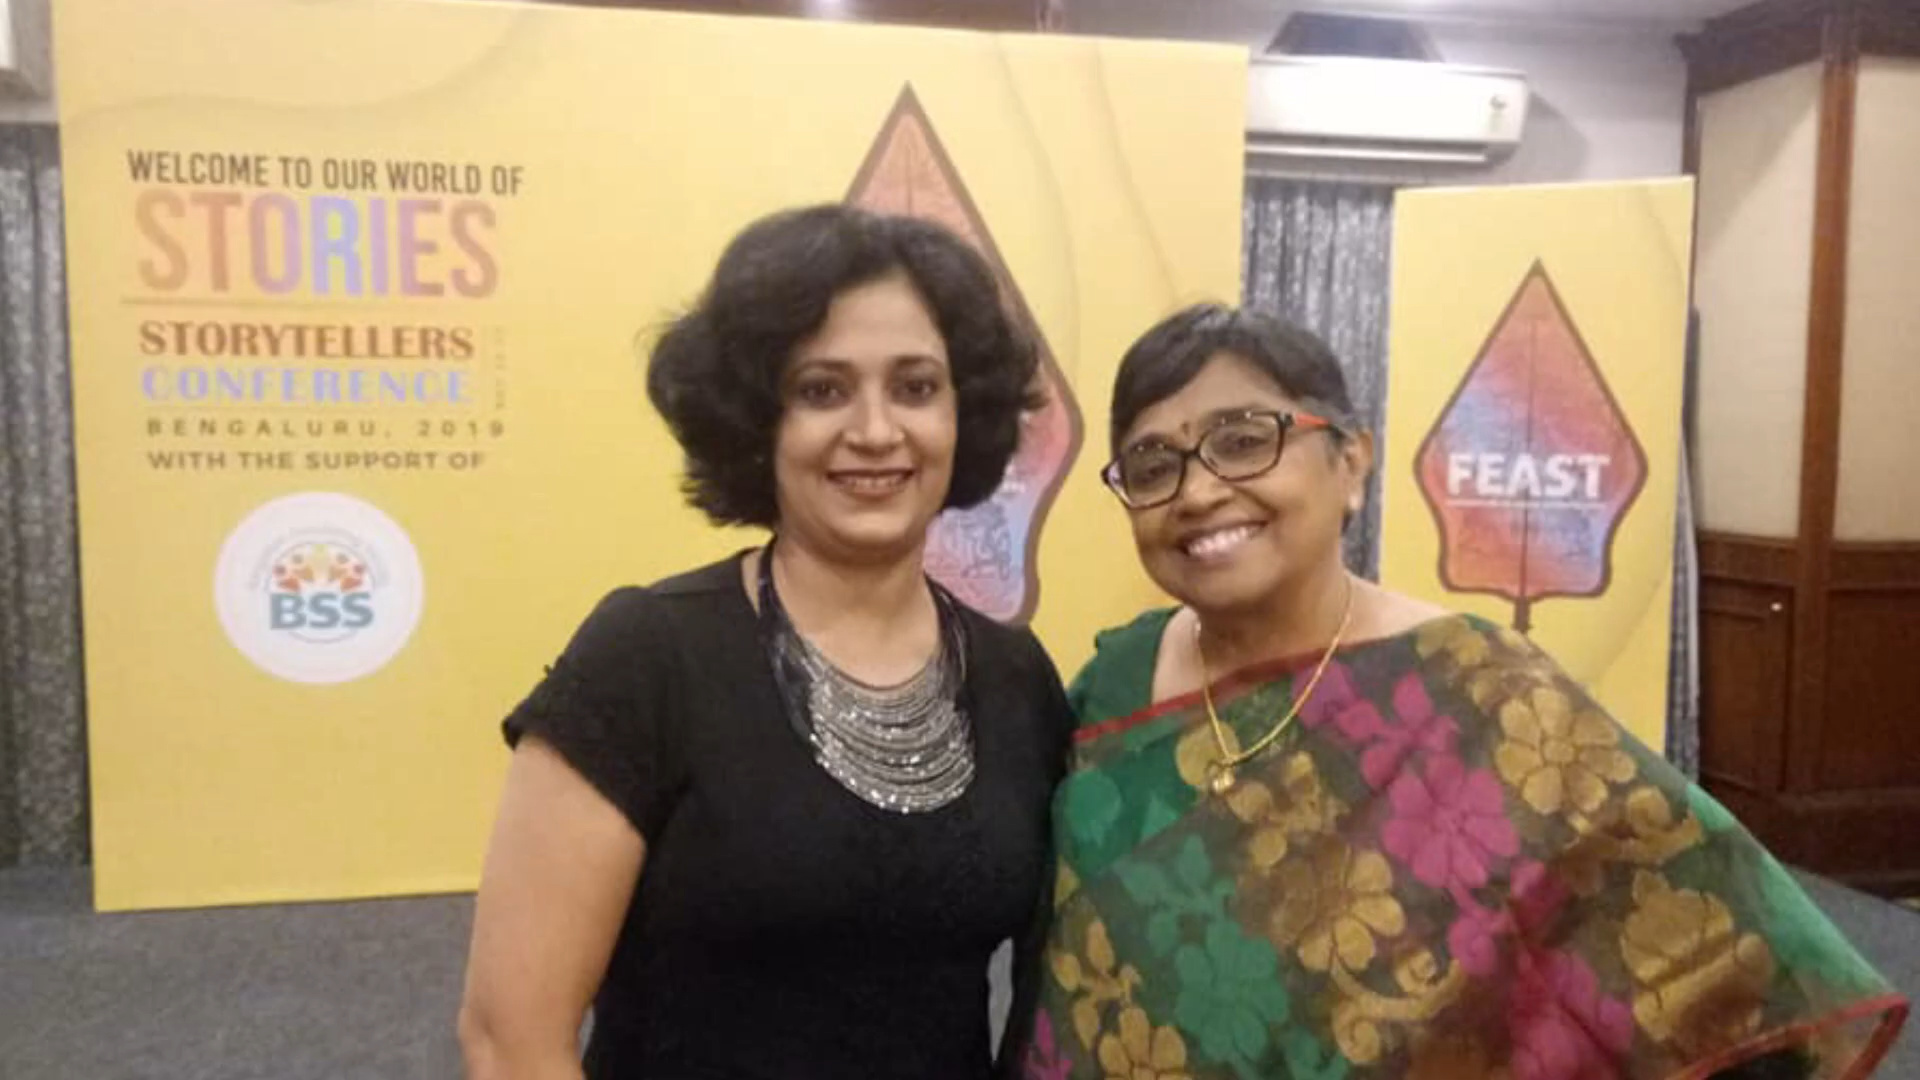 WELCOME TO OUR WORLD OF
STORIES
STORYTELLERS
CONFERENCE
BENGALURU, 2019
WITH THE SUPPORT OF
BSS
FEAST